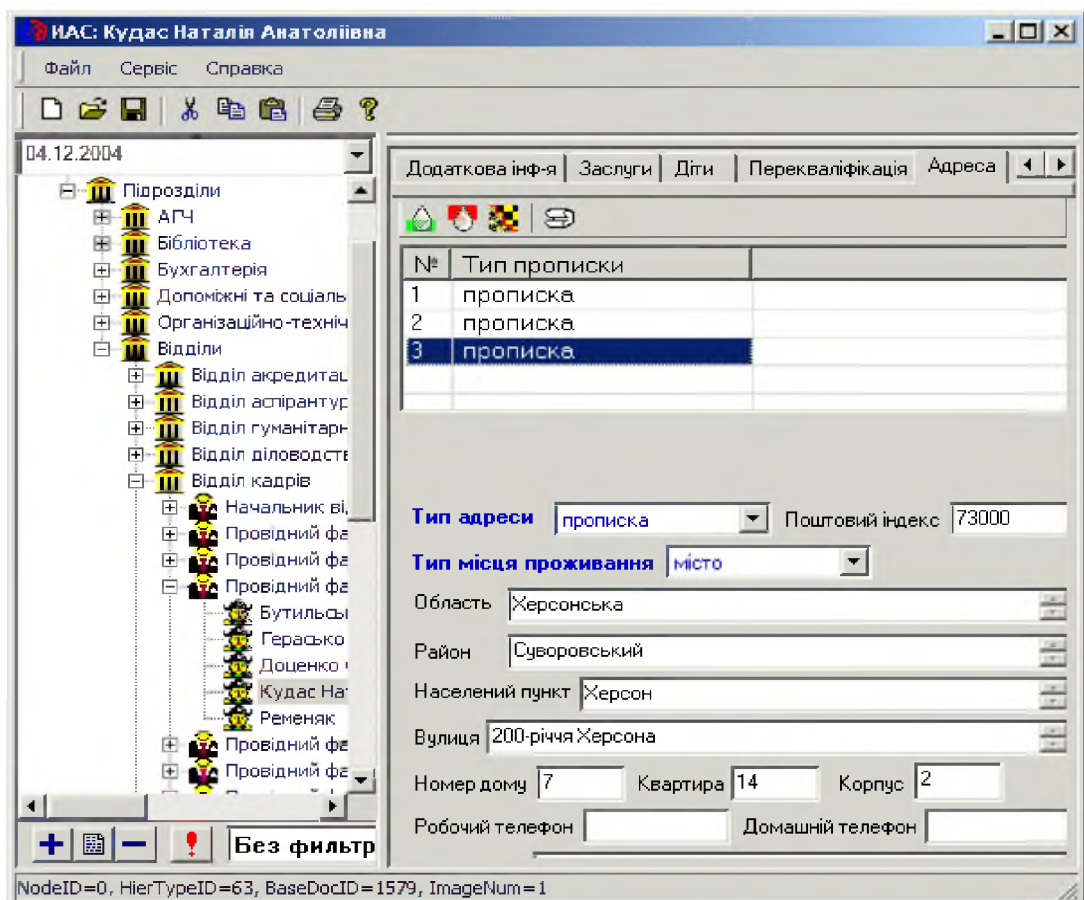 ИАС: Кудас Наталія Анатоліівна
Файл Сервіс Справка
04.12.2004
Підрозділи
АГЧ
Бібліотека
Бухгалтерія
Допоміжні та соціаль
Організаційно-техніч
Відділи
Відділ акредитац
Відділ аспірантур
Відділ гуманітарн
Відділ діловодств
Відділ кадрів
Начальник ві
Провідний фа
Провідний фа
Провідний фа
Бутильсы
Герасько
Доценко
Кудас На
Ременяк
Провідний фа
Провідний фа
Без фильтр
Додаткова інф-я Заслуги Діти Перекваліфікація Адреса
№ Тип прописки
1 прописка
2 прописка
3 прописка
Тип адреси прописка Поштовий індекс 73000
Тип місця проживання місто
Область Херсонська
Район Суворовський
Населений пункт Херсон
Вулиця 200-річчя Херсона
Номер дому 7 Квартира 14 Корпус 2
Робочий телефон Домашній телефон
NodeID=0, HierTypeID=63, BaseDocID=1579, ImageNum=1